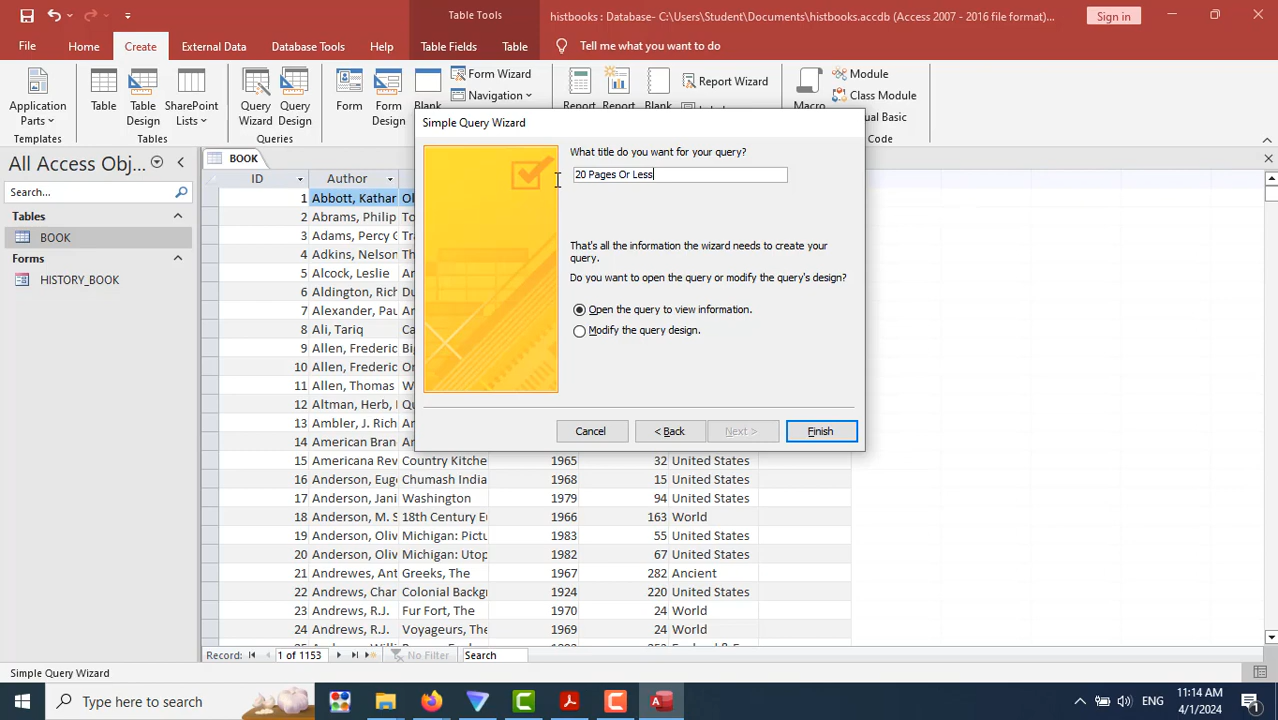 Table Tools
histbooks : Database- C:\Users\Student\Documents\histbooks.accdb (Access 2007 - 2016 file format)...
Sign in
File Home Create External Data Database Tools Help Table Fields Table Tell me what you want to do
Application Parts
Table
Table Design
SharePoint Lists
Query Wizard
Query Design
Form
Form Design
Blank
Form Wizard
Navigation
Report
Report
Blank
Report Wizard
Macro
Module
Class Module
Templates
Tables
Queries
All Access Obj...
Search...
Tables
BOOK
Forms
HISTORY_BOOK
BOOK
ID Author
1 Abbott, Kathar
2 Abrams, Philip To
3 Adams, Percy G Tra
4 Adkins, Nelson
5 Alcock, Leslie Ar
6 Aldington, Rich Du
7 Alexander, Pau
8 Ali, Tariq Ca
9 Allen, Frederic Big
10 Allen, Frederic
11 Allen, Thomas
12 Altman, Herb, Qu
13 Ambler, J. Rich
14 American Bran
15 Americana Rev Country Kitche 1965 32 United States
16 Anderson, Euge Chumash India 1968 15 United States
17 Anderson, Jani Washington 1979 94 United States
18 Anderson, M. S 18th Century E 1966 163 World
19 Anderson, Oliv Michigan: Pictu 1983 55 United States
20 Anderson, Oliv Michigan: Utop 1982 67 United States
21 Andrewes, Ant Greeks, The 1967 282 Ancient
22 Andrews, Char Colonial Backg 1924 220 United States
23 Andrews, R.J. Fur Fort, The 1970 24 World
24 Andrews, R.J. Voyageurs, The 1969 24 World
Simple Query Wizard
What title do you want for your query?
20 Pages Or Less
That's all the information the wizard needs to create your
query.
Do you want to open the query or modify the query's design?
Open the query to view information.
Modify the query design.
Cancel < Back Next > Finish
Record: 1 of 1153 No Filter Search
Simple Query Wizard
Type here to search
ENG
11:14 AM
4/1/2024
1